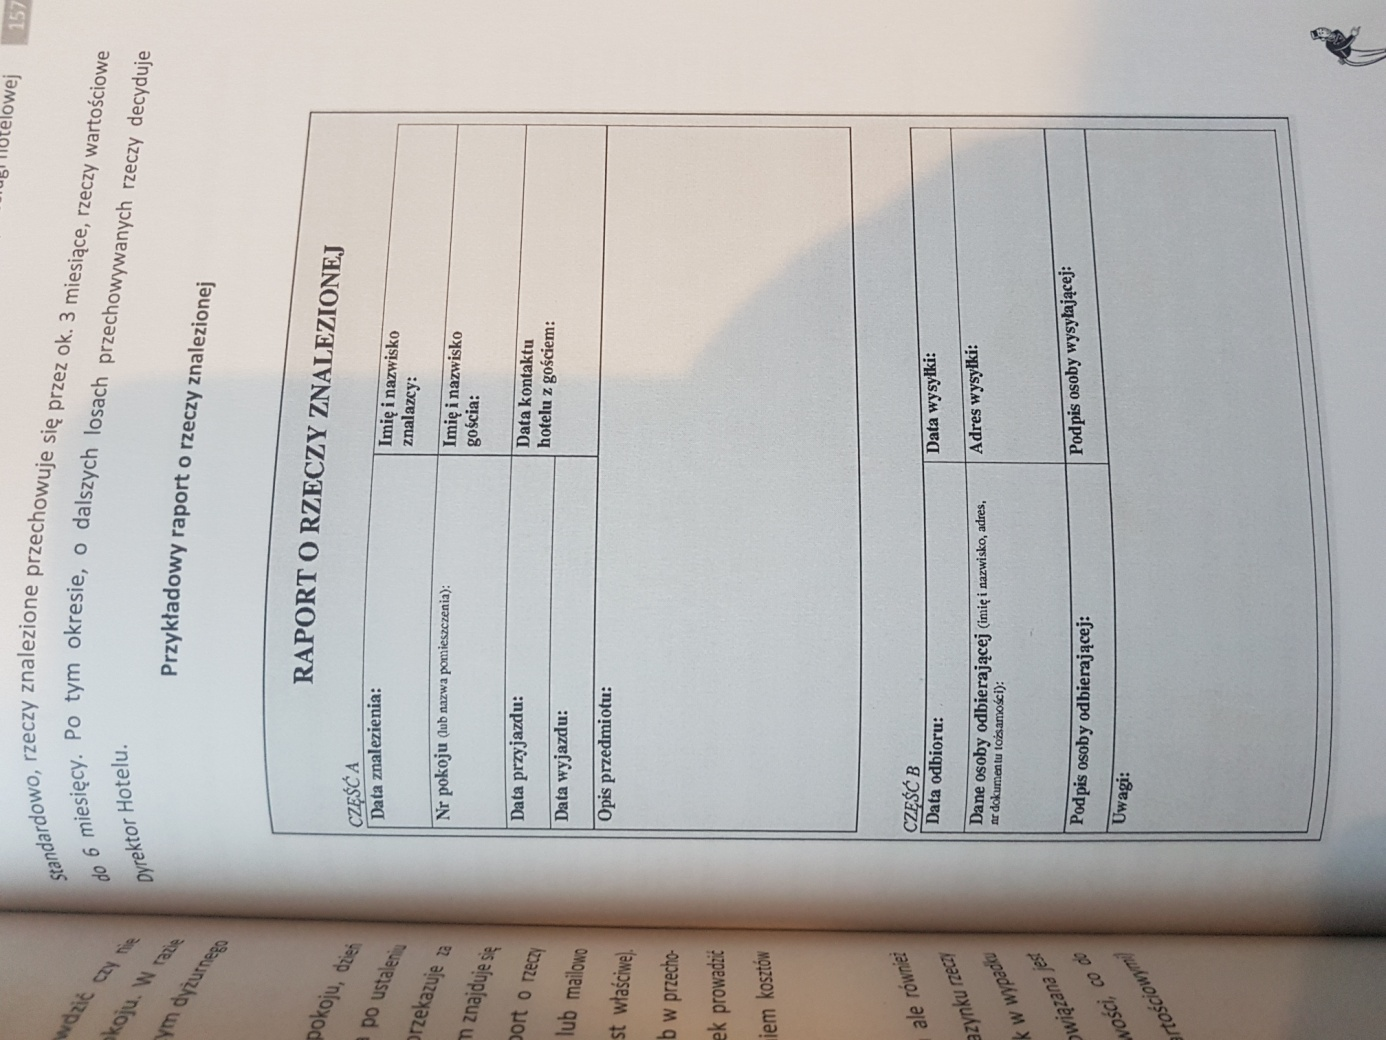 157
hotelowej
Standardowo, rzeczy znalezione przechowuje się przez ok. 3 miesiące, rzeczy wartościowe
do 6 miesięcy. Po tym okresie, o dalszych losach przechowywanych rzeczy decyduje
Dyrektor Hotelu.
Przykładowy raport o rzeczy znalezionej
RAPORT O RZECZY ZNALEZIONEJ
CZĘŚĆ A
Data znalezienia:
Imię i nazwisko
znalazcy:
Nr pokoju (lub nazwa pomieszczenia):
Imię i nazwisko
gościa:
Data przyjazdu:
Data kontaktu
hotelu z gościem:
Data wyjazdu:
Opis przedmiotu:
CZĘŚĆ B
Data odbioru:
Data wysyłki:
Dane osoby odbierającej (imię i nazwisko, adres,
nr dokumentu tożsamości):
Adres wysyłki:
Podpis osoby odbierającej:
Podpis osoby wysyłającej:
Uwagi:
czy nie
W razie
dyżurnego
pokoju, dzień
po ustaleniu
za
znajduje się
o rzeczy
lub mailowo
właściwe).
w przecho-
prowadzić
kosztów
ale również
rzeczy
w wypadku
jest
co do